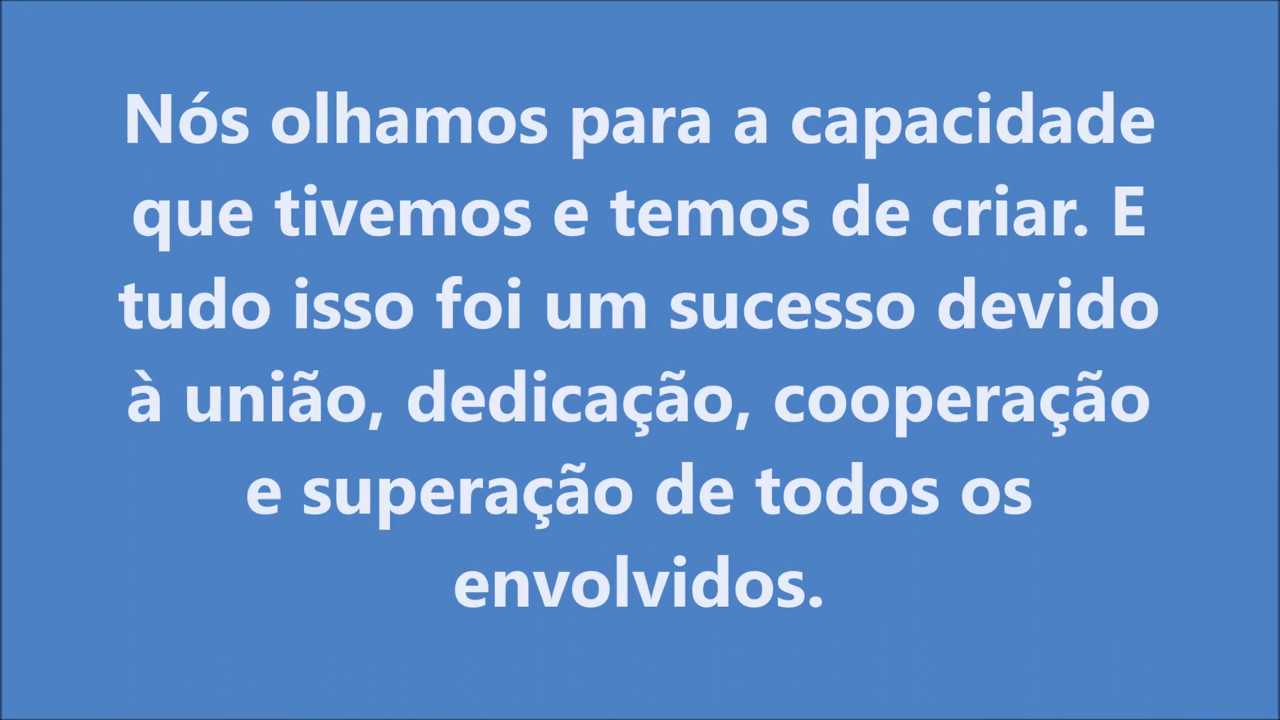 Nós olhamos para a capacidade
que tivemos e temos de criar. E
tudo isso foi um sucesso devido
à união, dedicação, cooperação
e superação de todos os
envolvidos.